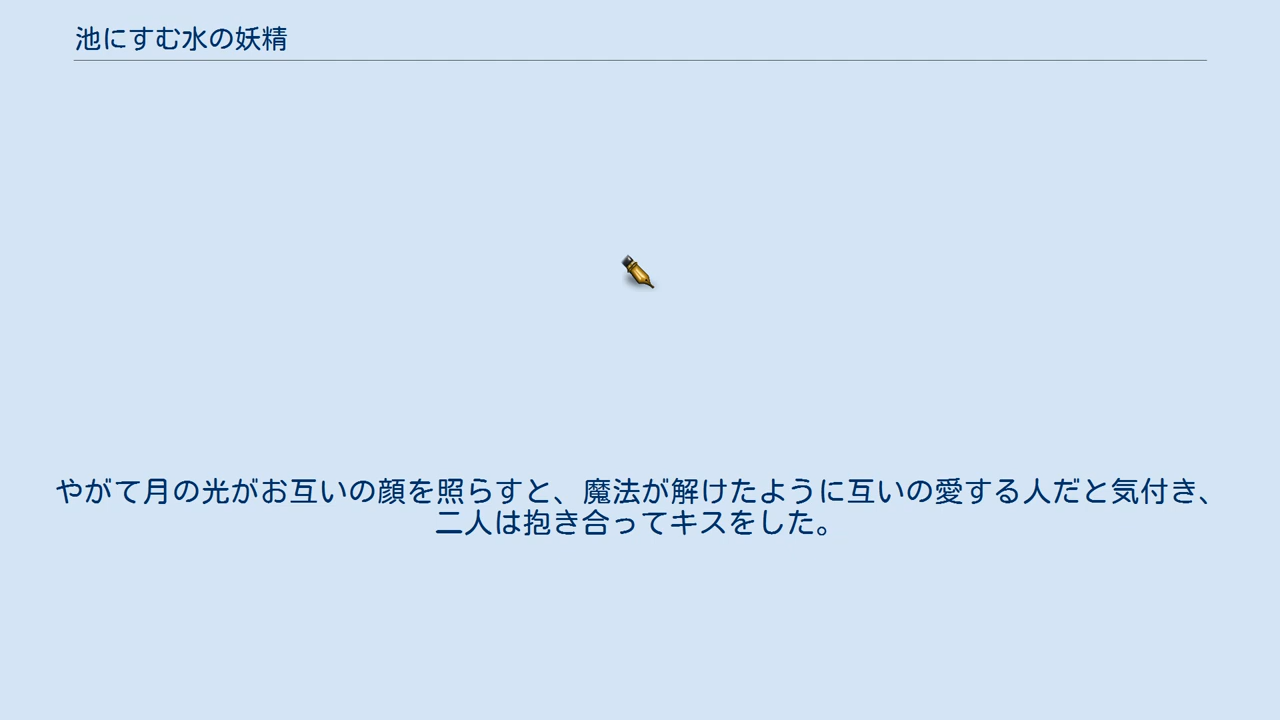 池にすむ水の妖精
やがて月の光がお互いの顔を照らすと、魔法が解けたように互いの愛する人だと気付き、
二人は抱き合ってキスをした。